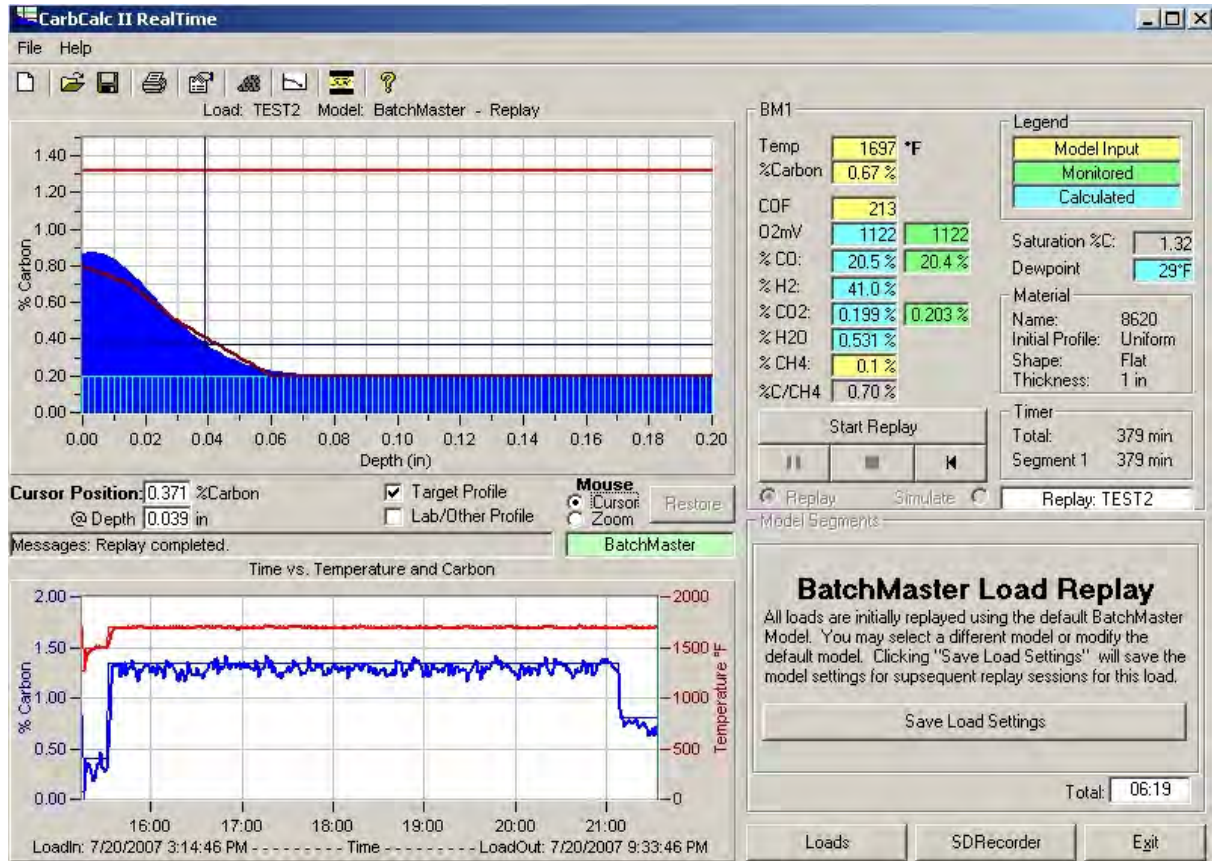 CarbCalc II RealTime
File Help
Load: TEST2 Model: BatchMaster - Replay
1.40
1.20
1.00
0.80
0.60
0.40
0.20
0.00
% Carbon
0.00 0.02 0.04 0.06 0.08 0.10 0.12 0.14 0.16 0.18 0.20
Depth (in)
Cursor Position: 0.371 %Carbon
@ Depth 0.039 in
Target Profile
Lab/Other Profile
Mouse
Cursor
Zoom
Restore
Messages: Replay completed.
BatchMaster
Time vs. Temperature and Carbon
2.00
1.50
1.00
0.50
0.00
% Carbon
2000
1500
1000
500
0
Temperature °F
16:00 17:00 18:00 19:00 20:00 21:00
LoadIn: 7/20/2007 3:14:46 PM - - - - - - - - - Time - - - - - - - - - LoadOut: 7/20/2007 9:33:46 PM
BM1
Temp 1697 °F
%Carbon 0.67 %
COF 213
O2mV 1122 1122
% CO: 20.5 % 20.4 %
% H2: 41.0 %
% CO2: 0.199 % 0.203 %
% H2O 0.531 %
% CH4: 0.1 %
%C/CH4 0.70 %
Start Replay
Replay Simulate
Legend
Model Input
Monitored
Calculated
Saturation %C: 1.32
Dewpoint 29°F
Material
Name: 8620
Initial Profile: Uniform
Shape: Flat
Thickness: 1 in
Timer
Total: 379 min
Segment 1 379 min
Replay: TEST2
Model Segments
BatchMaster Load Replay
All loads are initially replayed using the default BatchMaster
Model. You may select a different model or modify the
default model. Clicking "Save Load Settings" will save the
model settings for supsequent replay sessions for this load.
Save Load Settings
Total: 06:19
Loads SDRecorder Exit